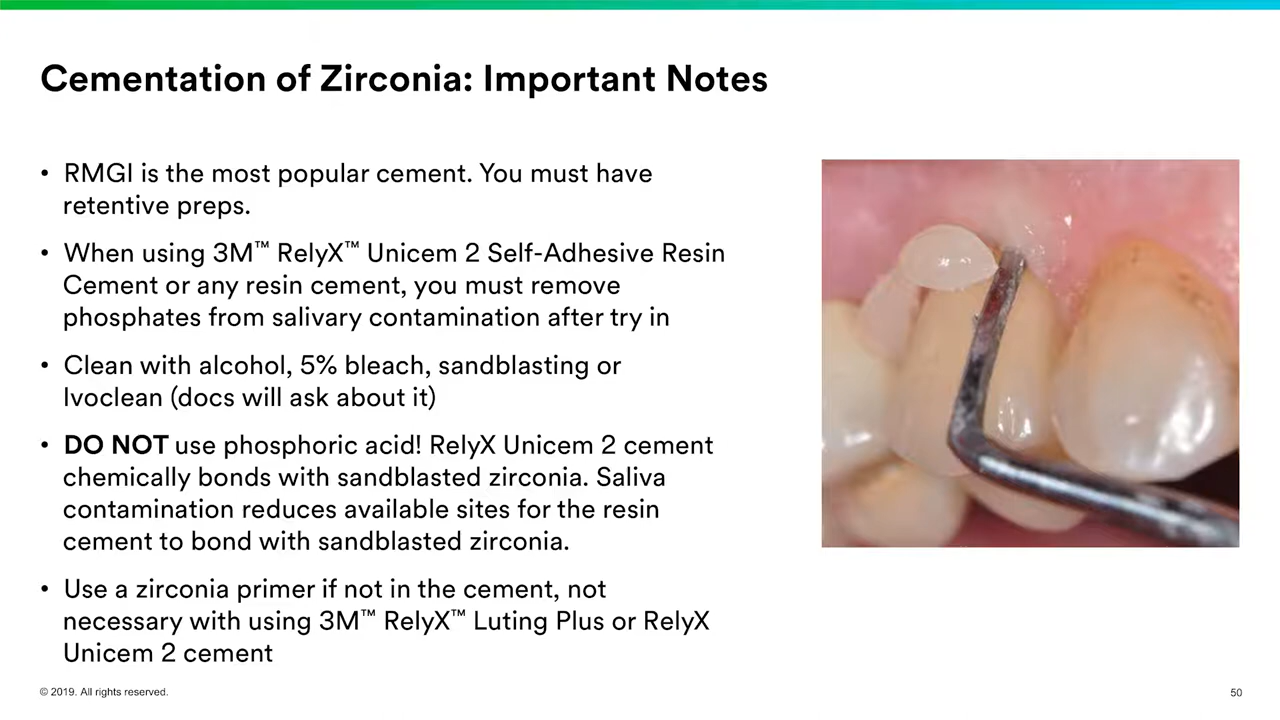 Cementation of Zirconia: Important Notes
• RMGI is the most popular cement. You must have
retentive preps.
• When using 3M™ RelyX™ Unicem 2 Self-Adhesive Resin
Cement or any resin cement, you must remove
phosphates from salivary contamination after try in
• Clean with alcohol, 5% bleach, sandblasting or
Ivoclean (docs will ask about it)
• DO NOT use phosphoric acid! RelyX Unicem 2 cement
chemically bonds with sandblasted zirconia. Saliva
contamination reduces available sites for the resin
cement to bond with sandblasted zirconia.
• Use a zirconia primer if not in the cement, not
necessary with using 3M™ RelyX™ Luting Plus or RelyX
Unicem 2 cement
© 2019. All rights reserved.
50